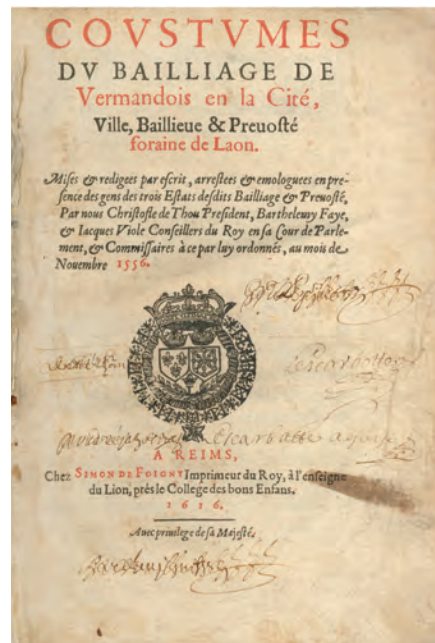 COVSTVMES
DV BAILLIAGE DE
Vermandois en la Cité,
Ville, Baillieue & Preuosté
foraine de Laon.
Mises & redigees par escrit, arrestees & emologuees en pre-
sence des gens des trois Estats desdits Bailliage & Preuosté,
Par nous Christofle de Thou President, Barthelemy Faye,
& Iacques Viole Conseillers du Roy en sa Cour de Parle-
ment, & Commissaires à ce par luy ordonnés, au mois de
Nouembre 1556.
A REIMS,
Chez SIMON DE FOIGNY Imprimeur du Roy, à l'enseigne
du Lion, près le College des bons Enfans.
1616.
Auec priuilege de sa Majesté.